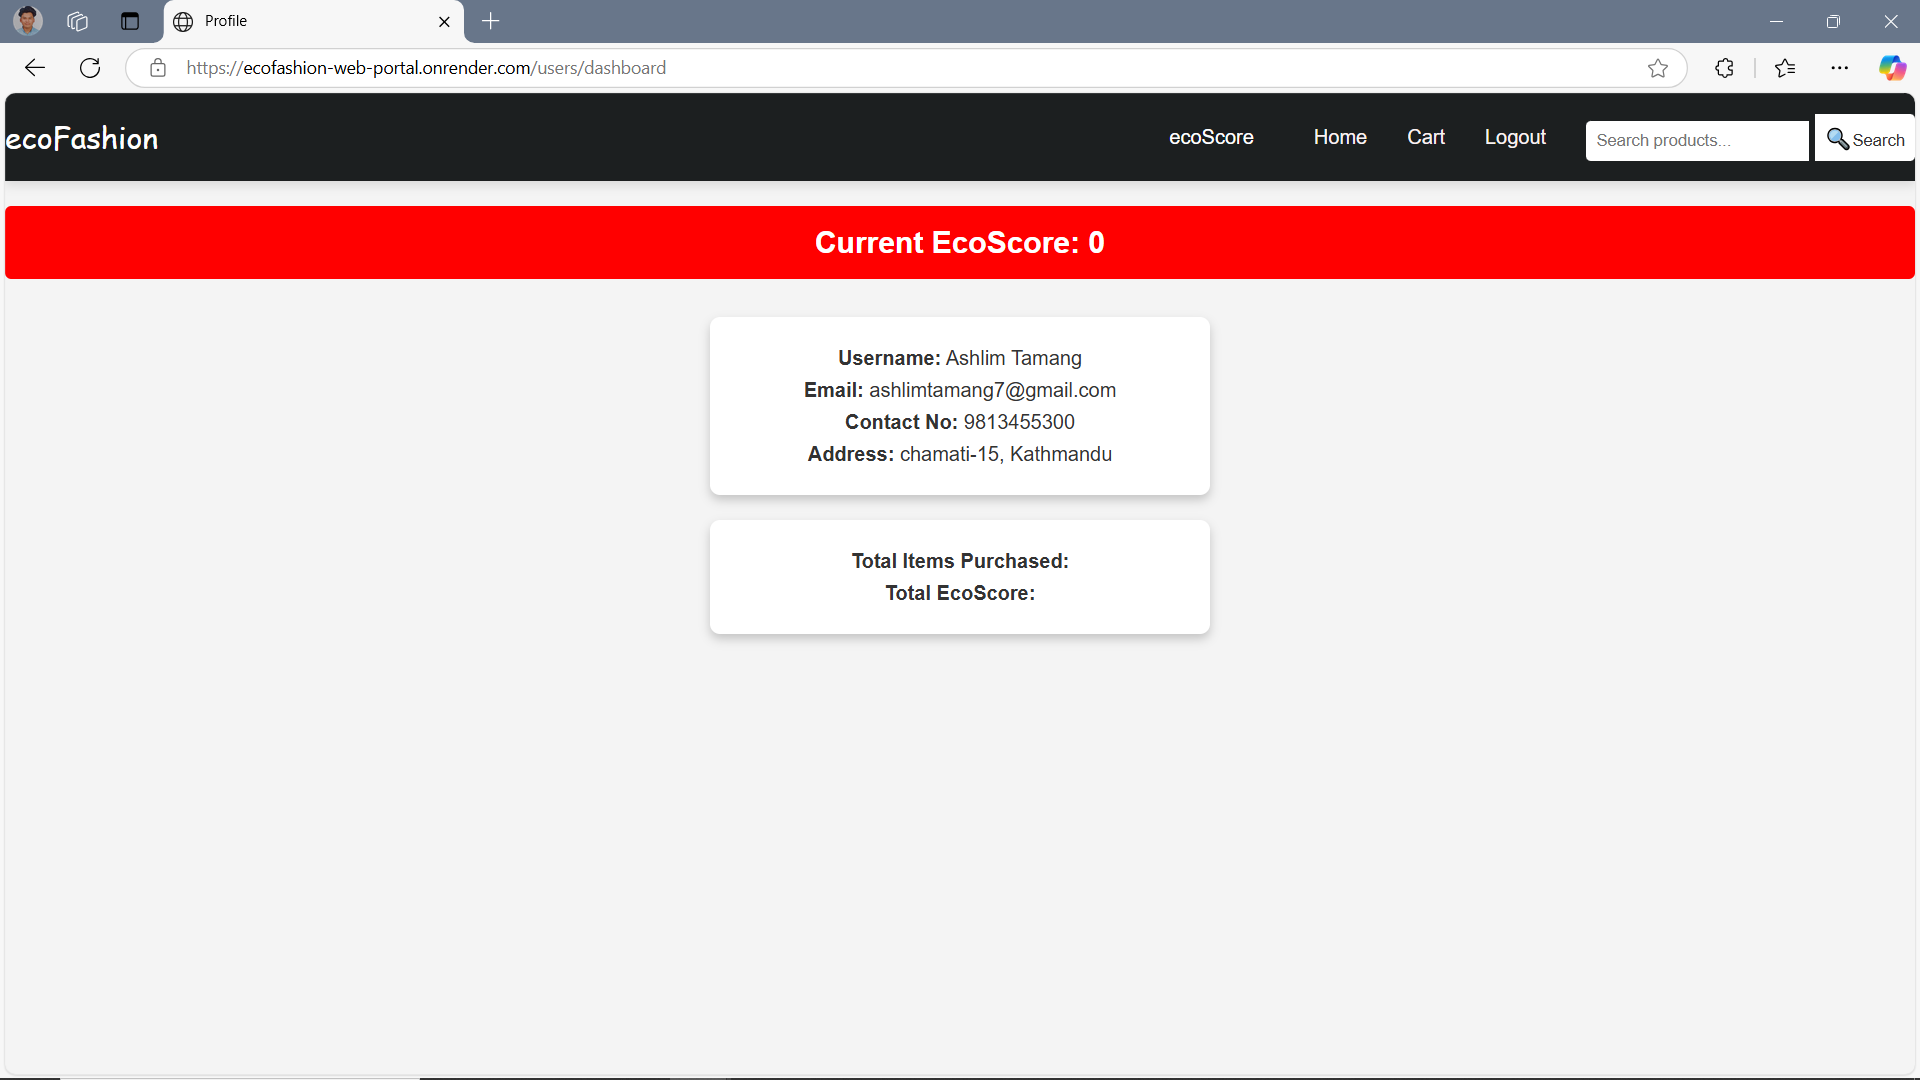 Profile
https://ecofashion-web-portal.onrender.com/users/dashboard
ecoFashion
ecoScore
Home
Cart
Logout
Search products...
Search
Current EcoScore: 0
Username: Ashlim Tamang
Email: ashlimtamang7@gmail.com
Contact No: 9813455300
Address: chamati-15, Kathmandu
Total Items Purchased:
Total EcoScore: